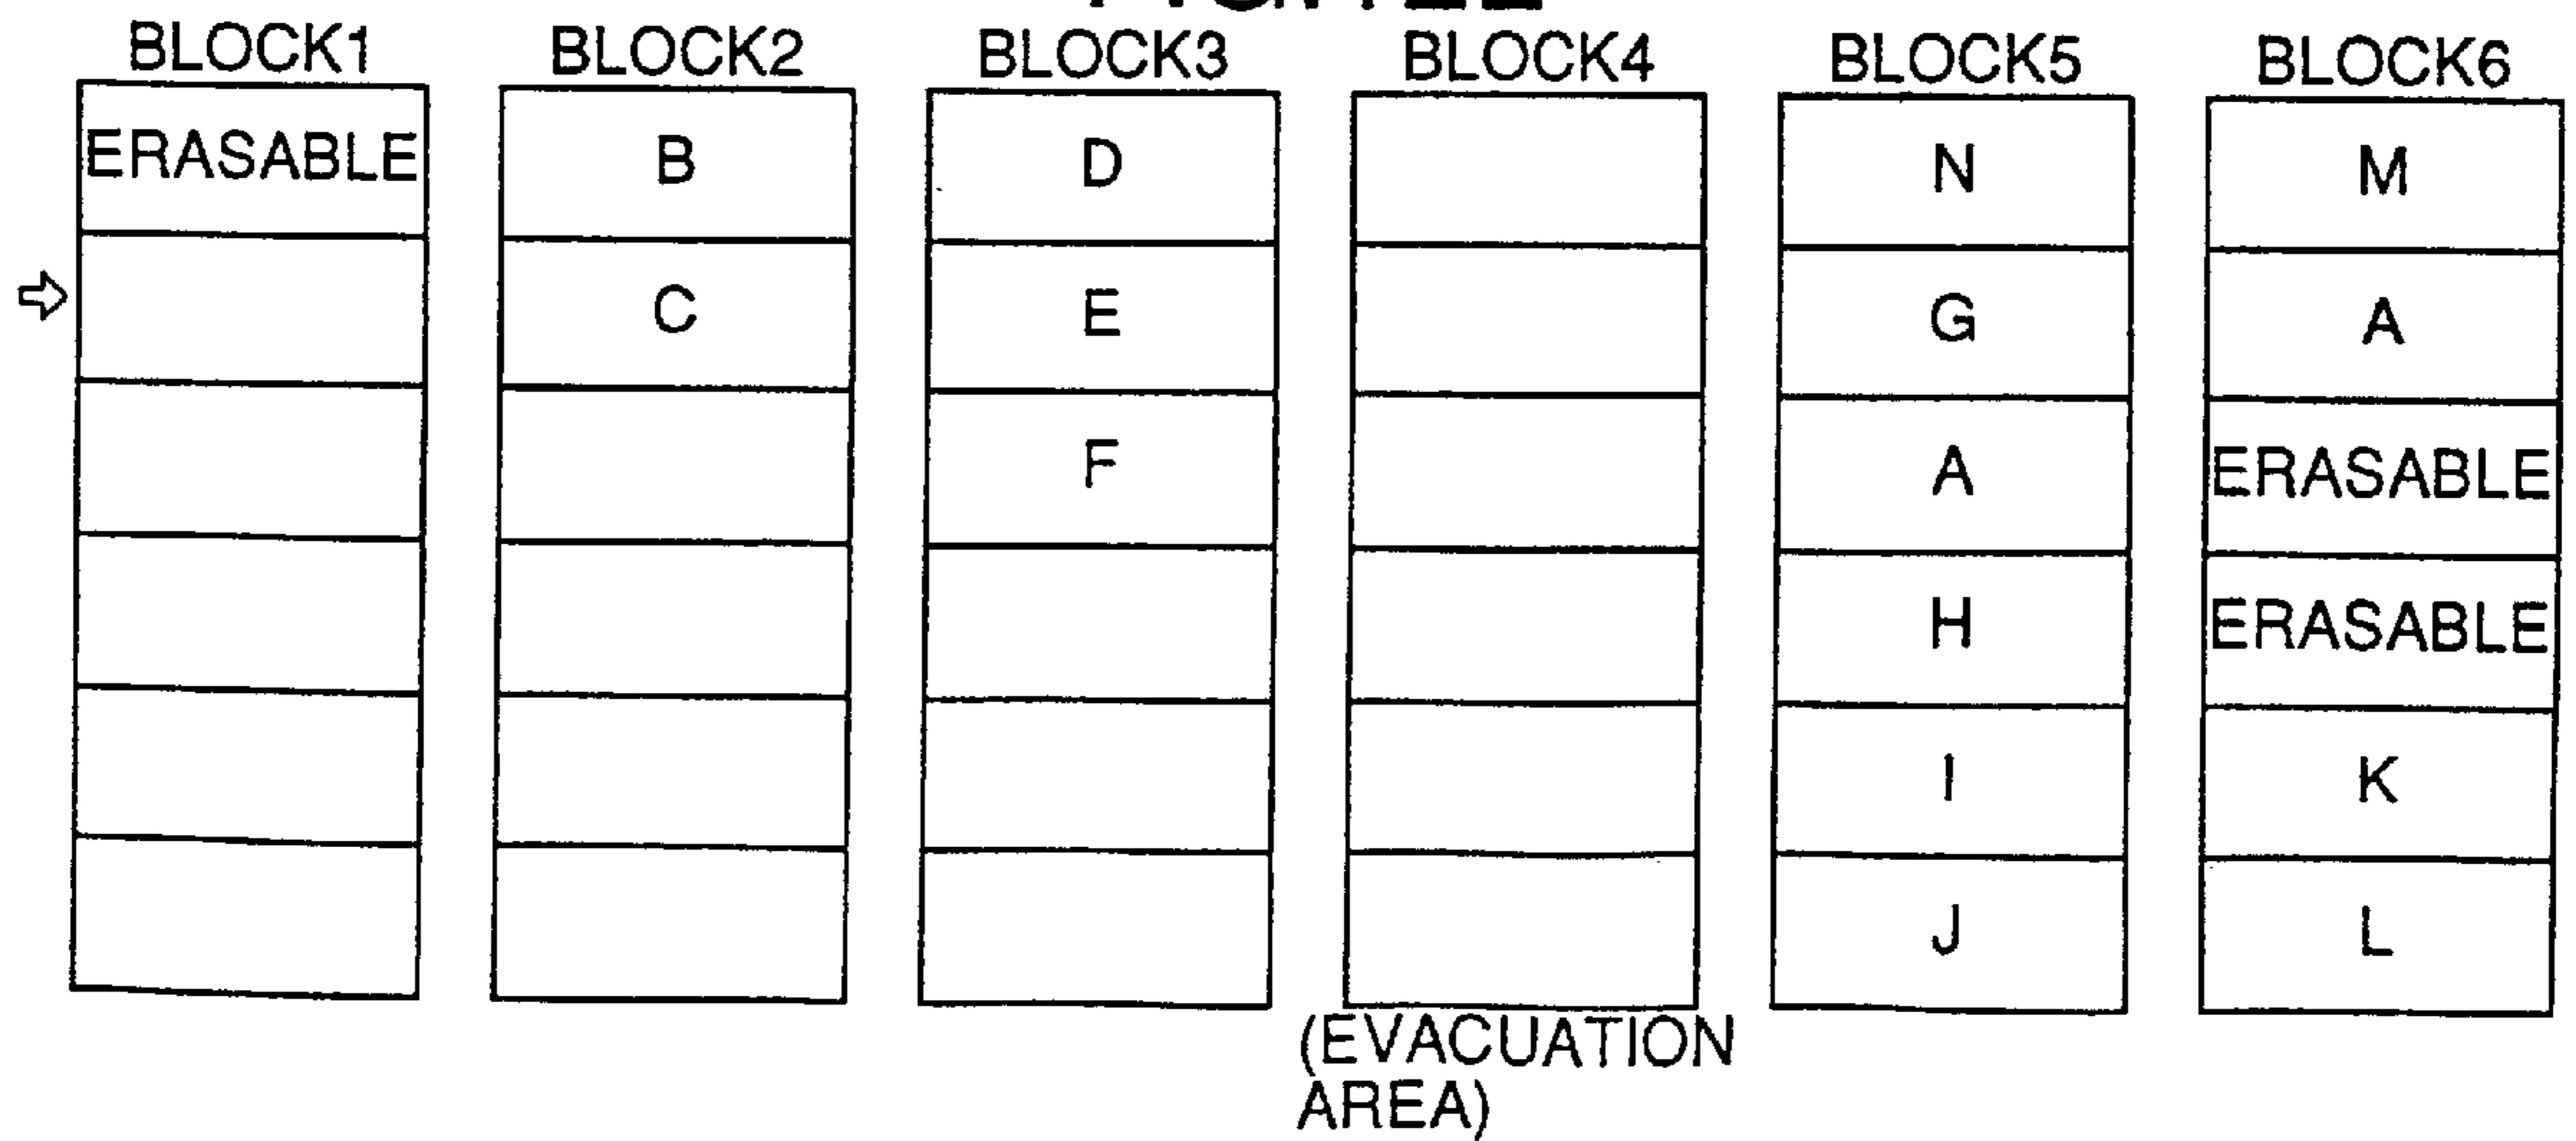 BLOCK1 BLOCK2 BLOCK3 BLOCK4 BLOCK5 BLOCK6
ERASABLE B D N M
C E G A
F A ERASABLE
H ERASABLE
I K
J L
(EVACUATION
AREA)